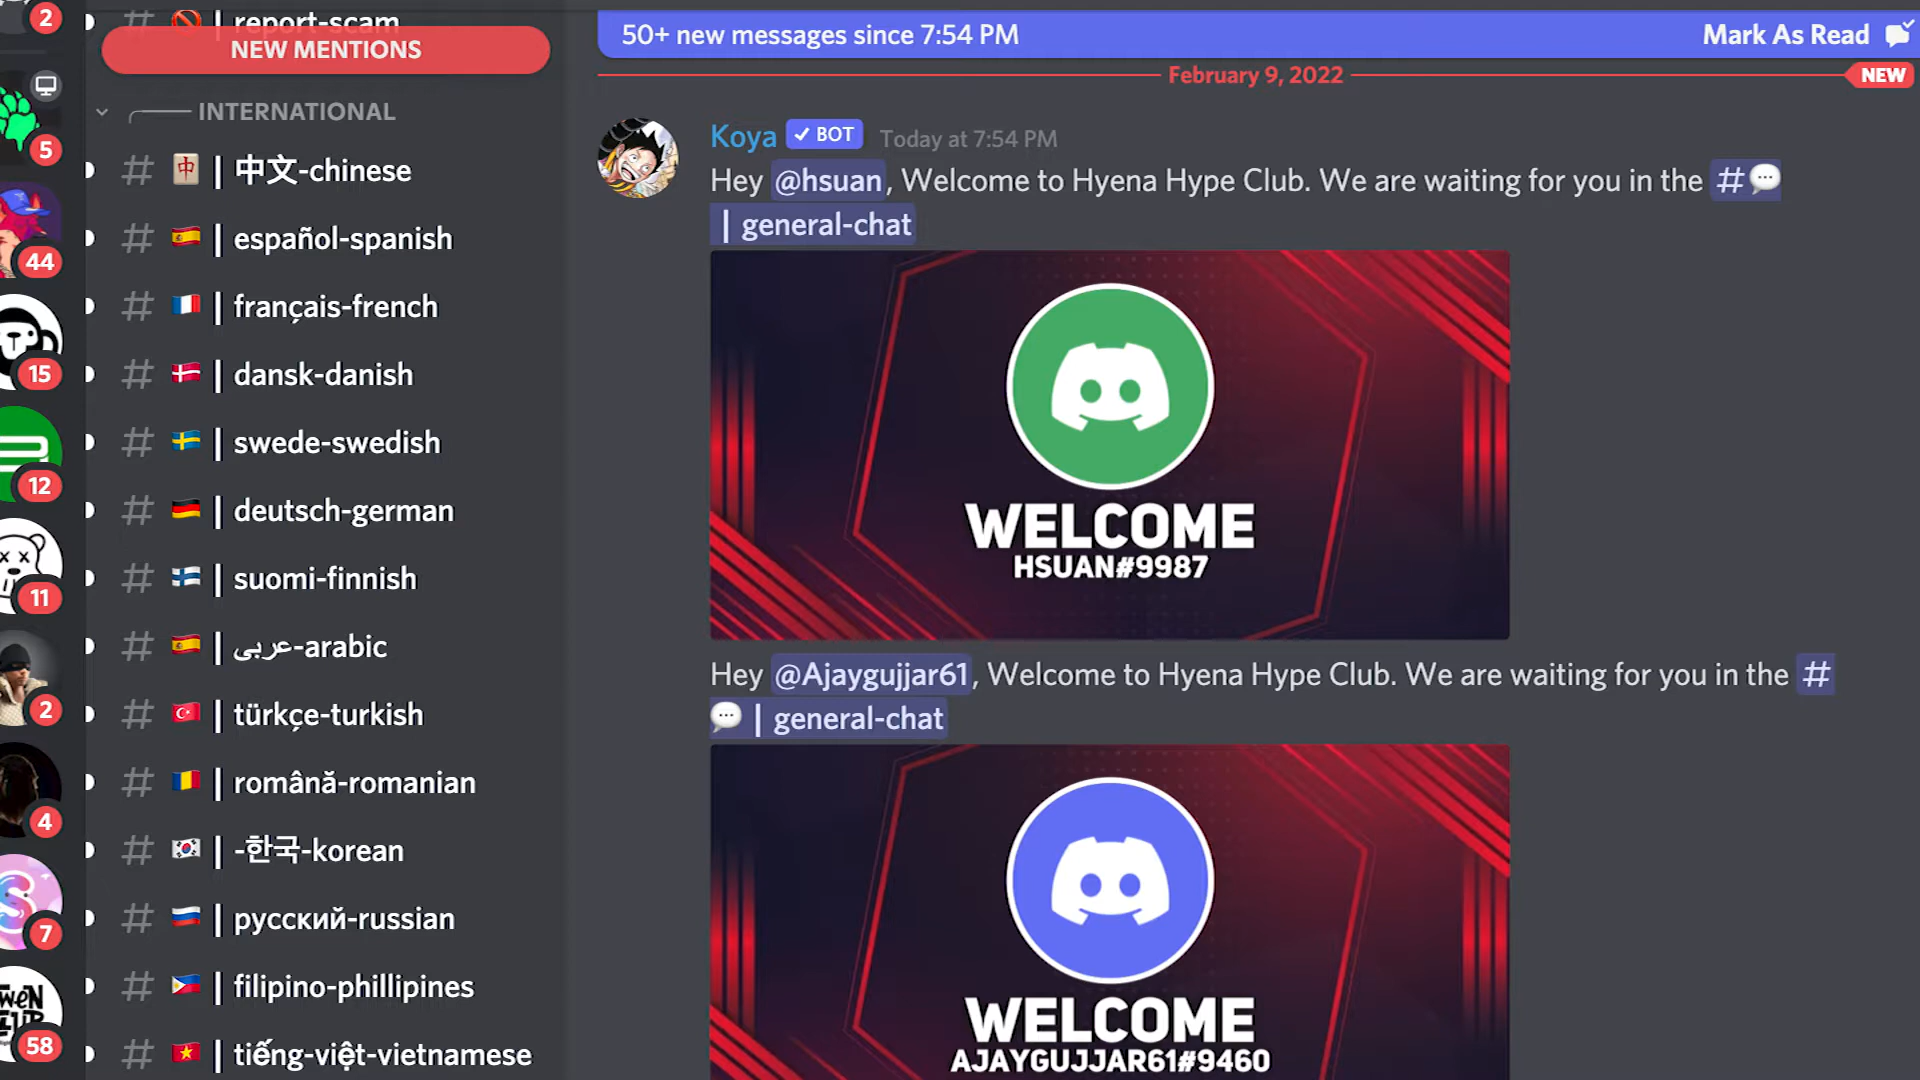 2
5
44
15
12
11
2
4
7
58
report-scam
NEW MENTIONS
INTERNATIONAL
中 | 中文-chinese
| español-spanish
| français-french
| dansk-danish
| swede-swedish
| deutsch-german
| suomi-finnish
| عربى-arabic
| türkçe-turkish
| română-romanian
| -한국-korean
| русский-russian
| filipino-phillipines
| tiếng-việt-vietnamese
50+ new messages since 7:54 PM
Mark As Read
February 9, 2022
NEW
Koya ✓ BOT Today at 7:54 PM
Hey @hsuan, Welcome to Hyena Hype Club. We are waiting for you in the #💬
| general-chat
WELCOME
HSUAN#9987
Hey @Ajaygujjar61, Welcome to Hyena Hype Club. We are waiting for you in the #
💬 | general-chat
WELCOME
AJAYGUJJAR61#9460